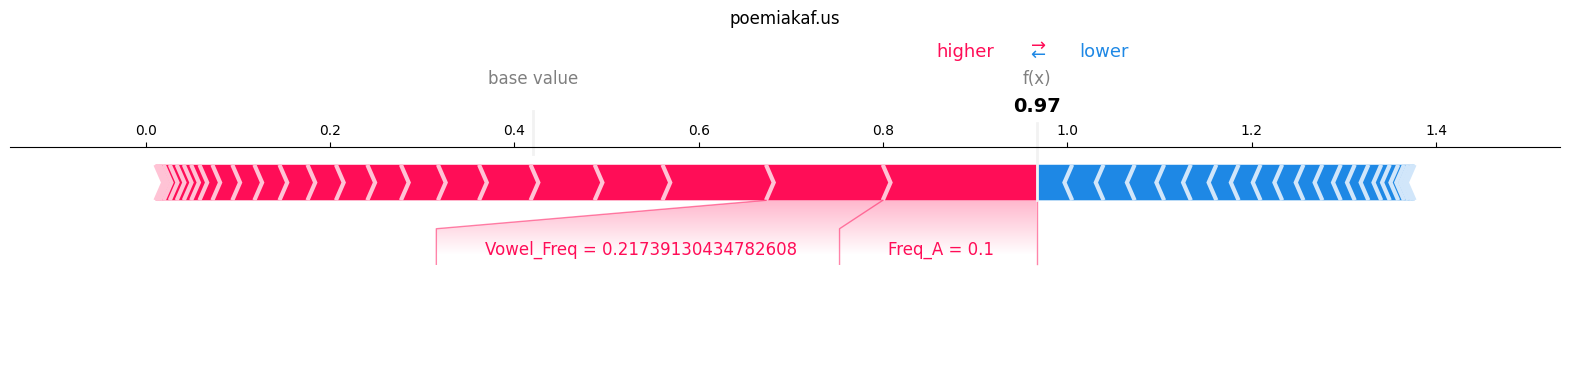 poemiakaf.us
higher → ← lower
base value f(x)
0.97
0.0 0.2 0.4 0.6 0.8 1.0 1.2 1.4
Vowel_Freq = 0.21739130434782608 Freq_A = 0.1